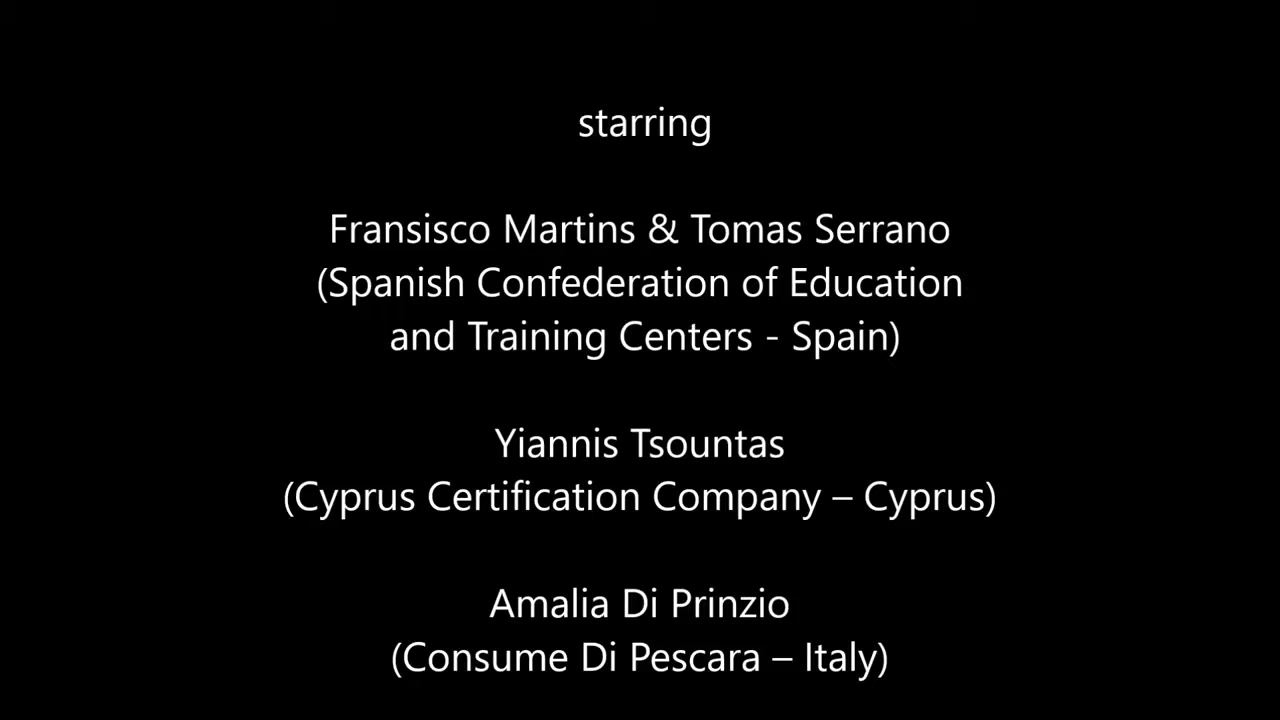 starring
Fransisco Martins & Tomas Serrano
(Spanish Confederation of Education
and Training Centers - Spain)
Yiannis Tsountas
(Cyprus Certification Company – Cyprus)
Amalia Di Prinzio
(Consume Di Pescara – Italy)